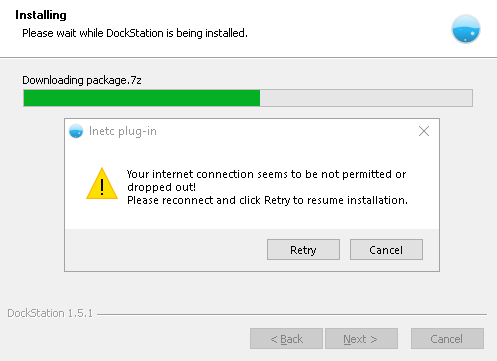 Installing
Please wait while DockStation is being installed.
Downloading package.7z
Inetc plug-in
Your internet connection seems to be not permitted or
dropped out!
Please reconnect and click Retry to resume installation.
Retry
Cancel
DockStation 1.5.1
< Back
Next >
Cancel